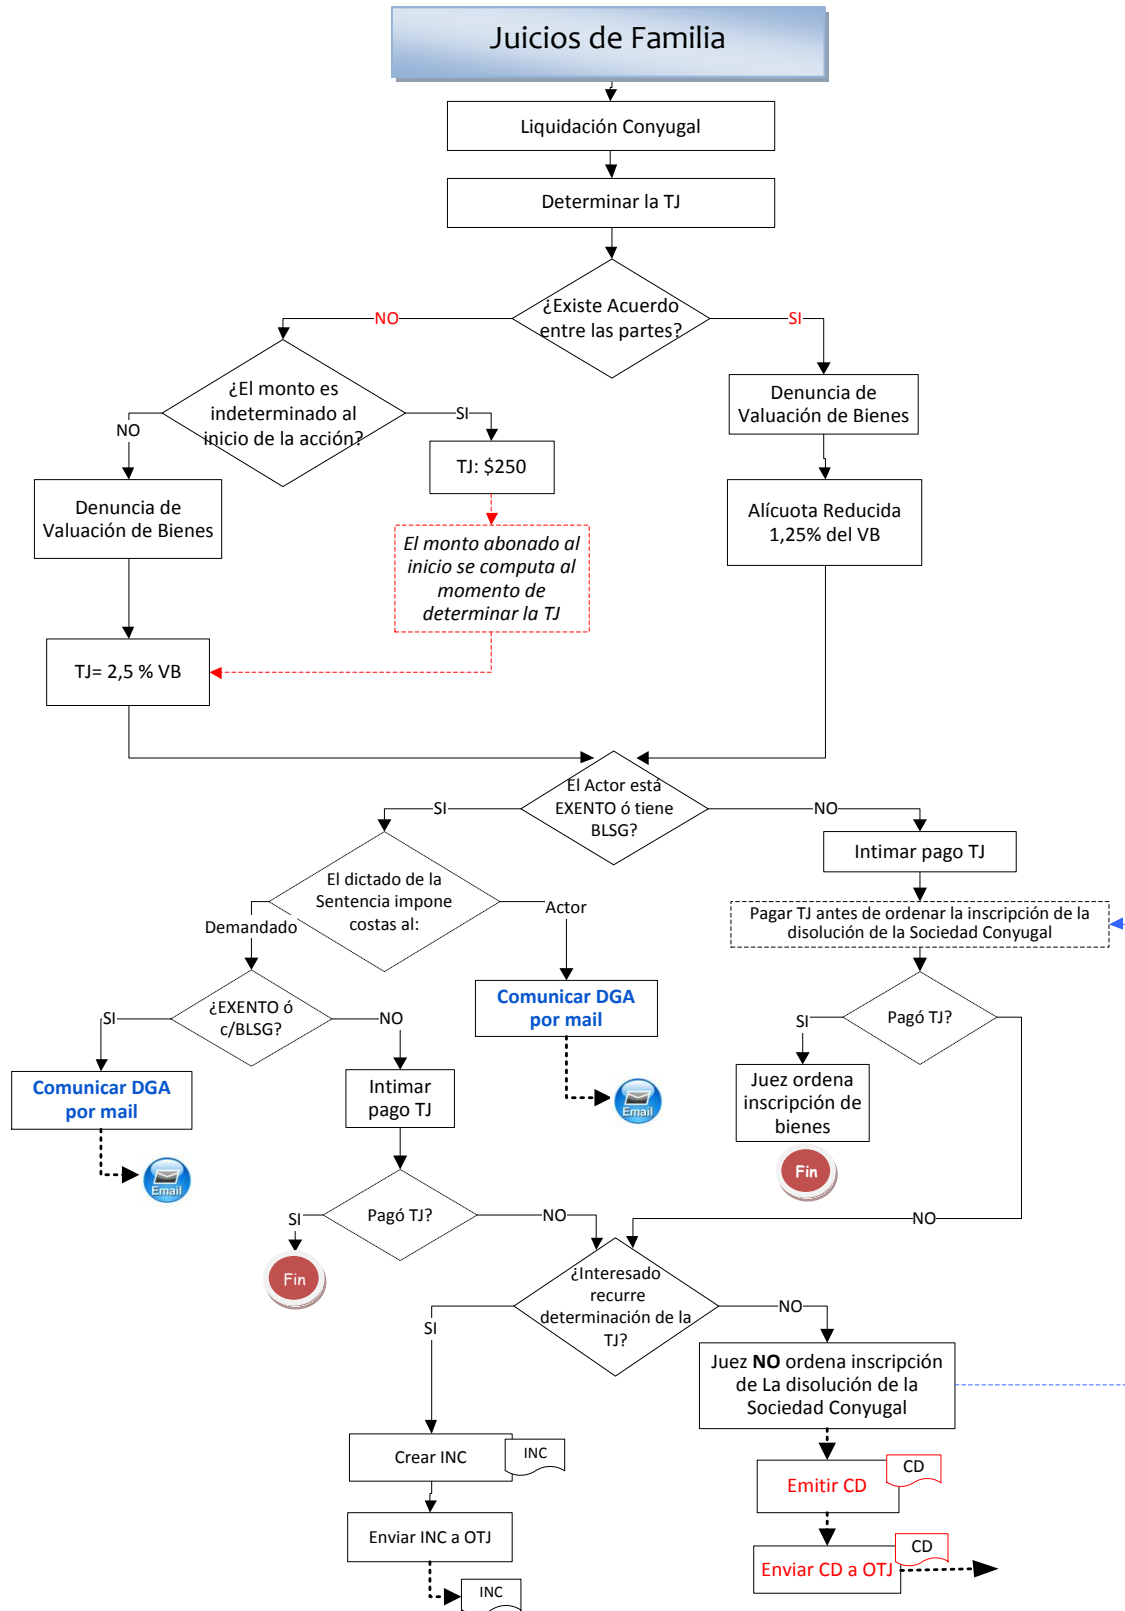 Juicios de Familia
Liquidación Conyugal
Determinar la TJ
¿Existe Acuerdo
entre las partes?
NO
SI
¿El monto es
indeterminado al
inicio de la acción?
NO
SI
Denuncia de
Valuación de Bienes
TJ: $250
Denuncia de
Valuación de Bienes
Alícuota Reducida
1,25% del VB
El monto abonado al
inicio se computa al
momento de
determinar la TJ
TJ= 2,5 % VB
El Actor está
EXENTO ó tiene
BLSG?
SI
NO
Intimar pago TJ
El dictado de la
Sentencia impone
costas al:
Demandado
Actor
Pagar TJ antes de ordenar la inscripción de la
disolución de la Sociedad Conyugal
¿EXENTO ó
c/BLSG?
SI
NO
Comunicar DGA
por mail
Email
Pagó TJ?
SI
NO
Comunicar DGA
por mail
Email
Intimar
pago TJ
Juez ordena
inscripción de
bienes
Fin
Pagó TJ?
SI
NO
Fin
¿Interesado
recurre
determinación de la
TJ?
SI
NO
Juez NO ordena inscripción
de La disolución de la
Sociedad Conyugal
Crear INC
INC
Emitir CD
CD
Enviar INC a OTJ
INC
Enviar CD a OTJ
CD